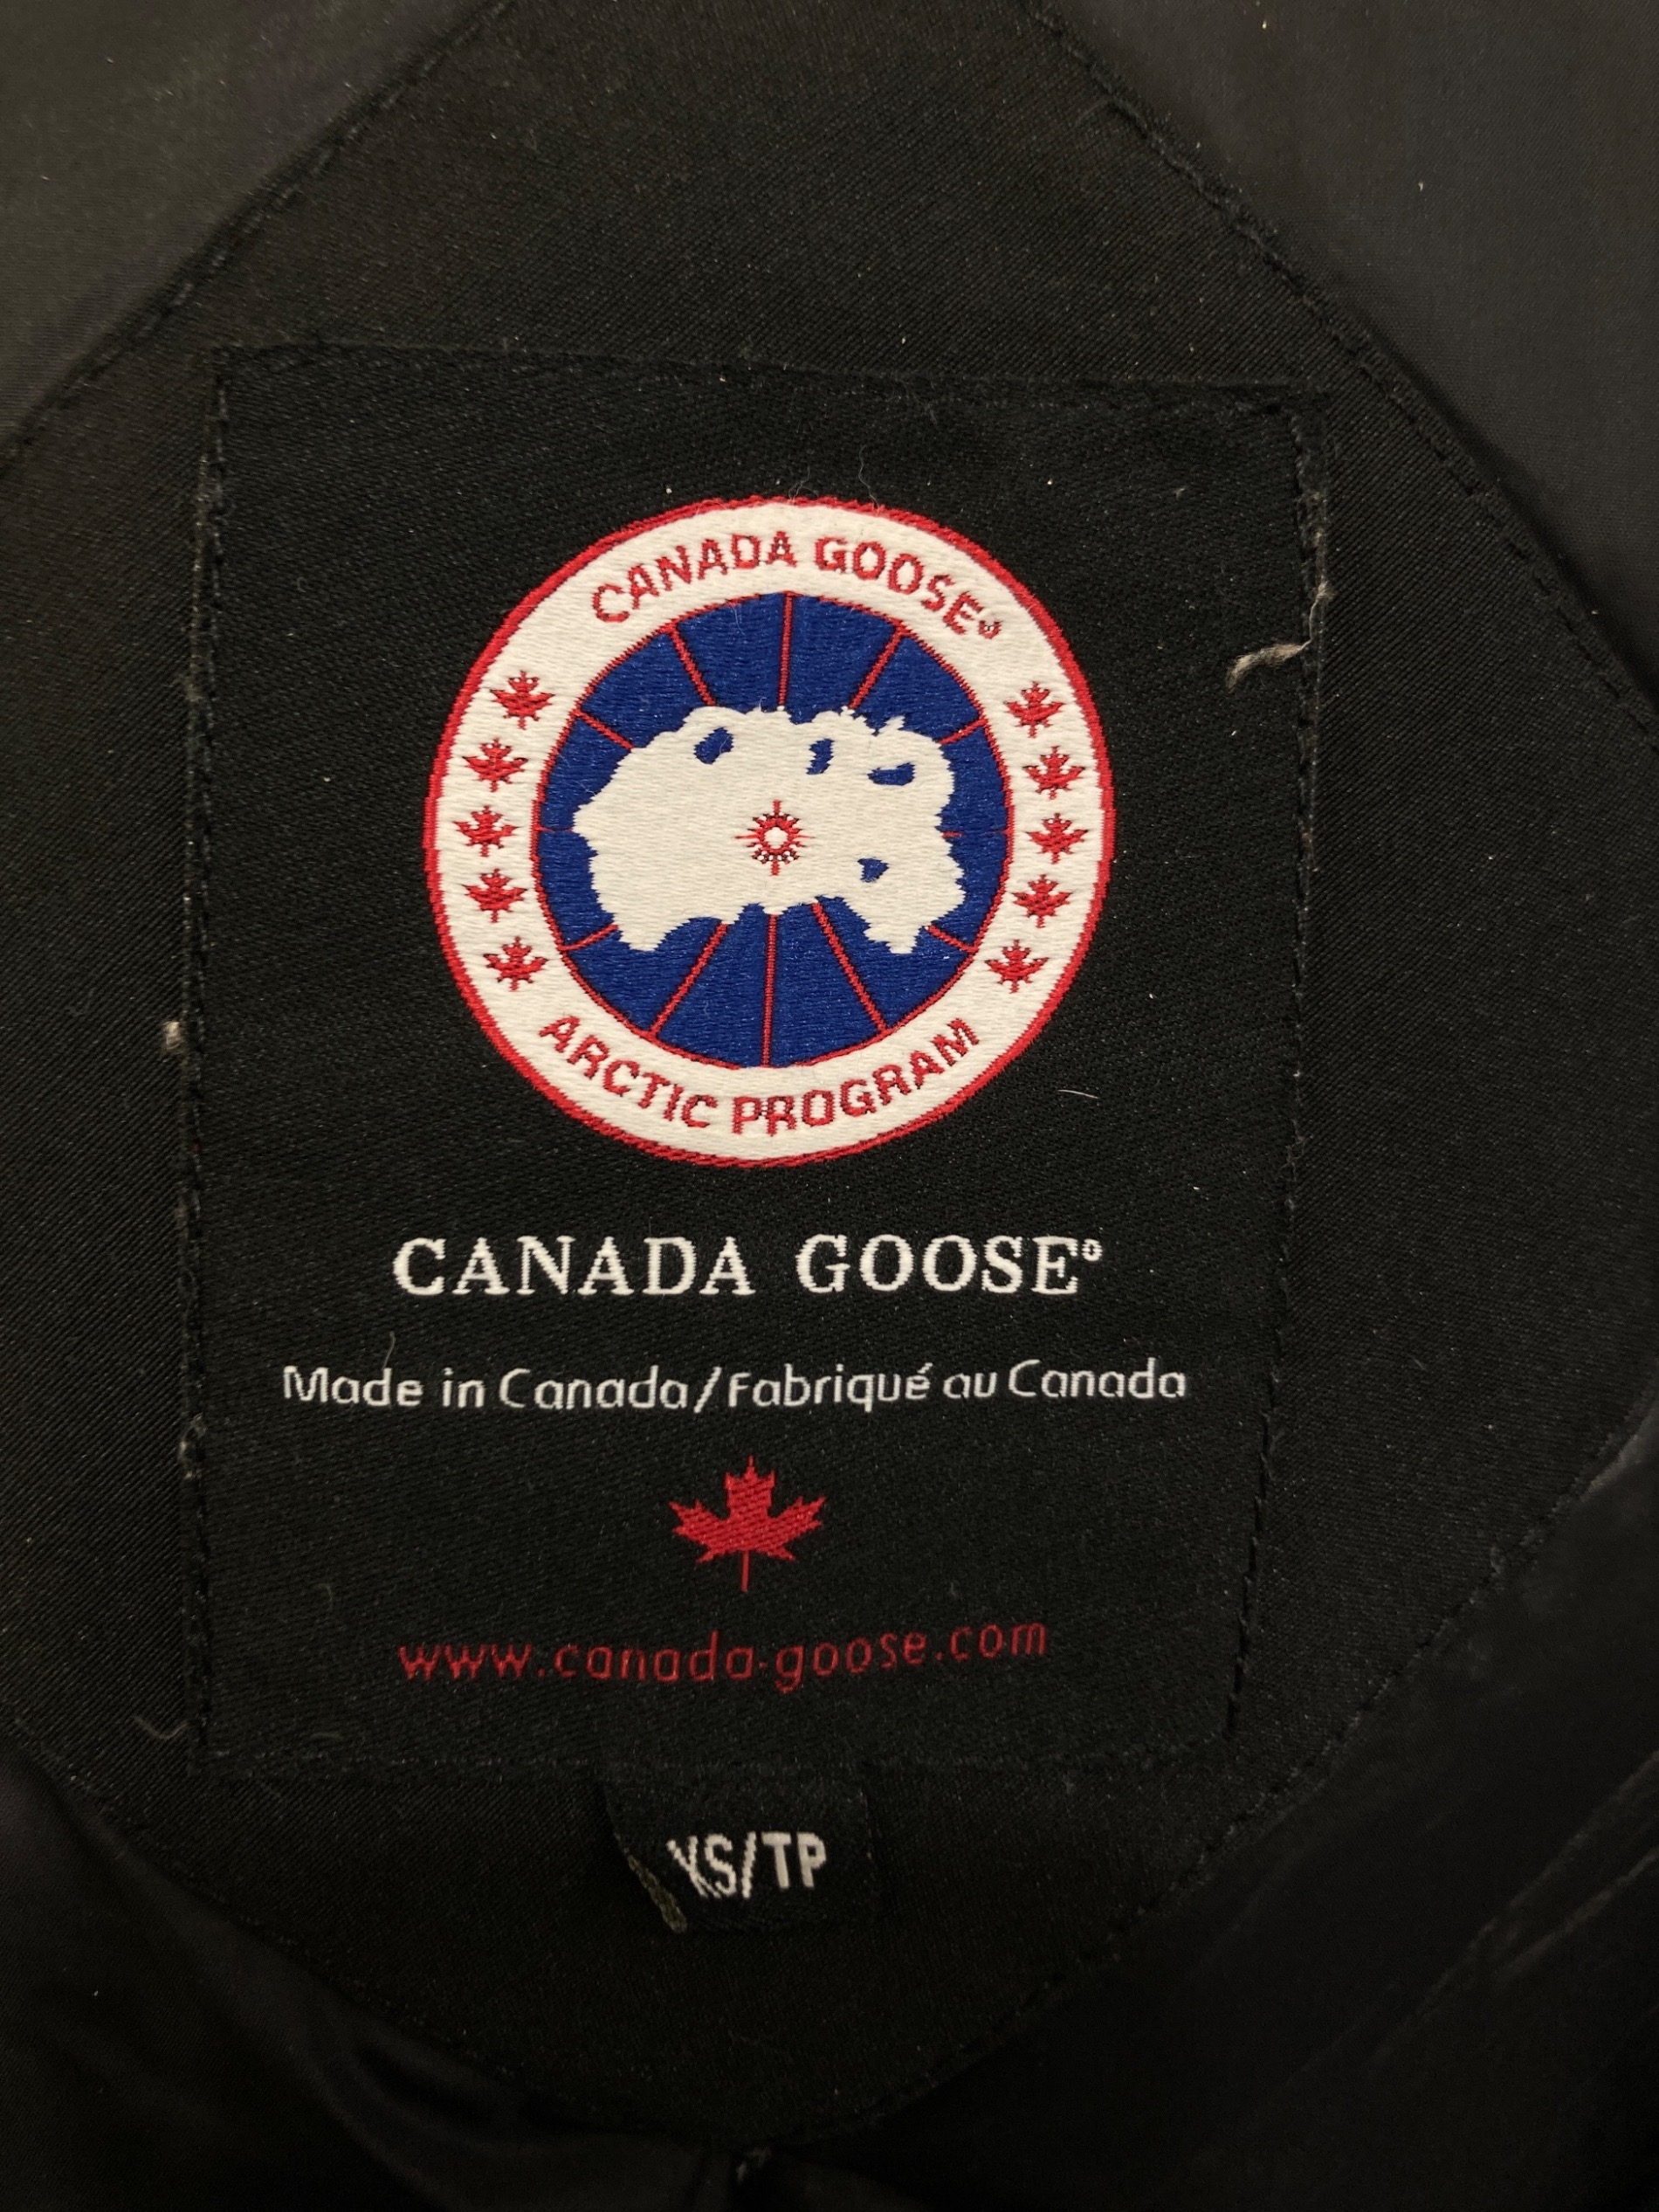 CANADA GOOSE®
ARCTIC PROGRAM
CANADA GOOSE®
Made in Canada/Fabriqué au Canada
www.canada-goose.com
XS/TP